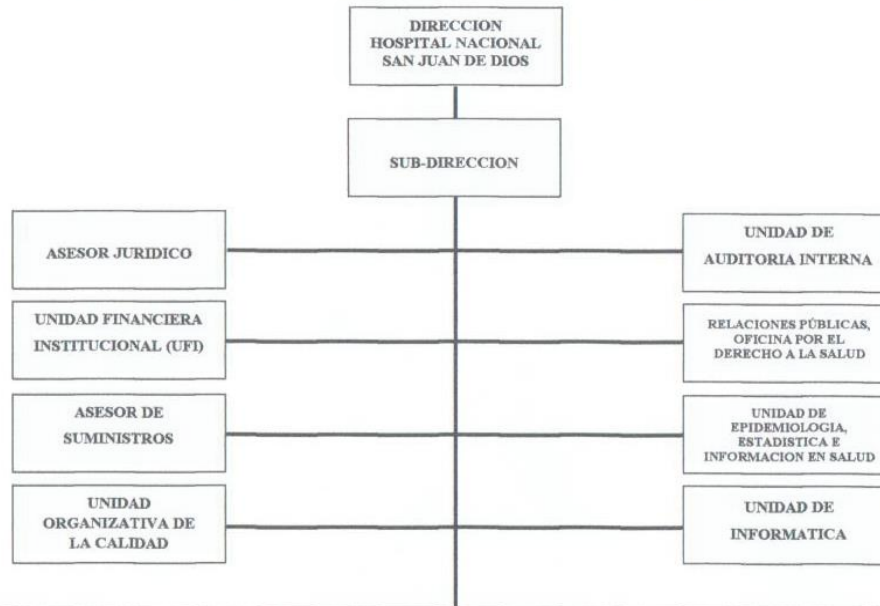 DIRECCION
HOSPITAL NACIONAL
SAN JUAN DE DIOS
SUB-DIRECCION
ASESOR JURIDICO
UNIDAD DE
AUDITORIA INTERNA
UNIDAD FINANCIERA
INSTITUCIONAL (UFI)
RELACIONES PÚBLICAS,
OFICINA POR EL
DERECHO A LA SALUD
ASESOR DE
SUMINISTROS
UNIDAD DE
EPIDEMIOLOGIA,
ESTADISTICA E
INFORMACION EN SALUD
UNIDAD
ORGANIZATIVA DE
LA CALIDAD
UNIDAD DE
INFORMATICA